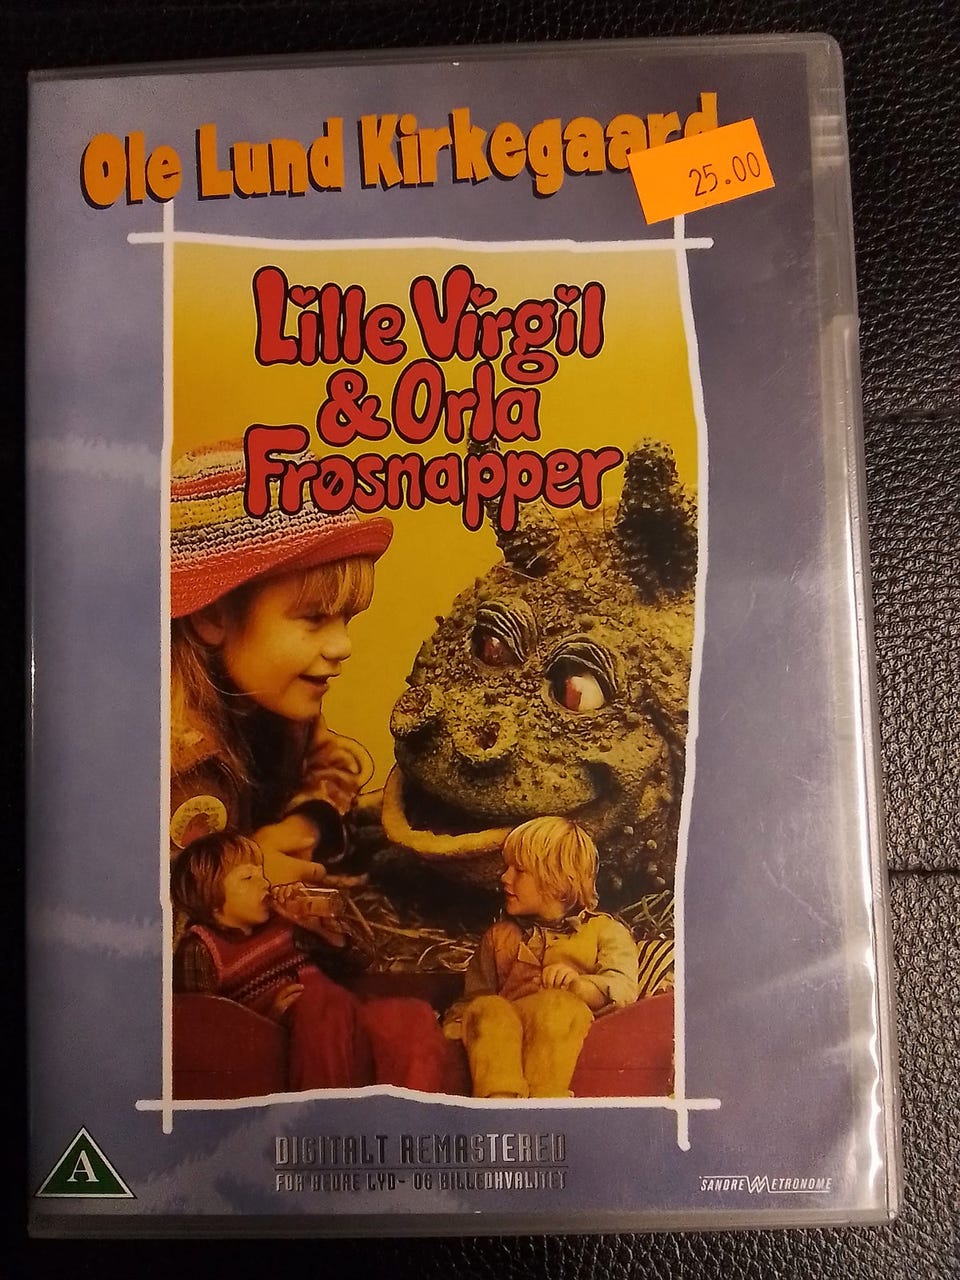 Ole Lund Kirkegaard
25.00
Lille Virgil
& Orla
Frøsnapper
DIGITALT REMASTERED
FOR BEDRE LYD- OG BILLEDKVALITET
A
SANDREW METRONOME